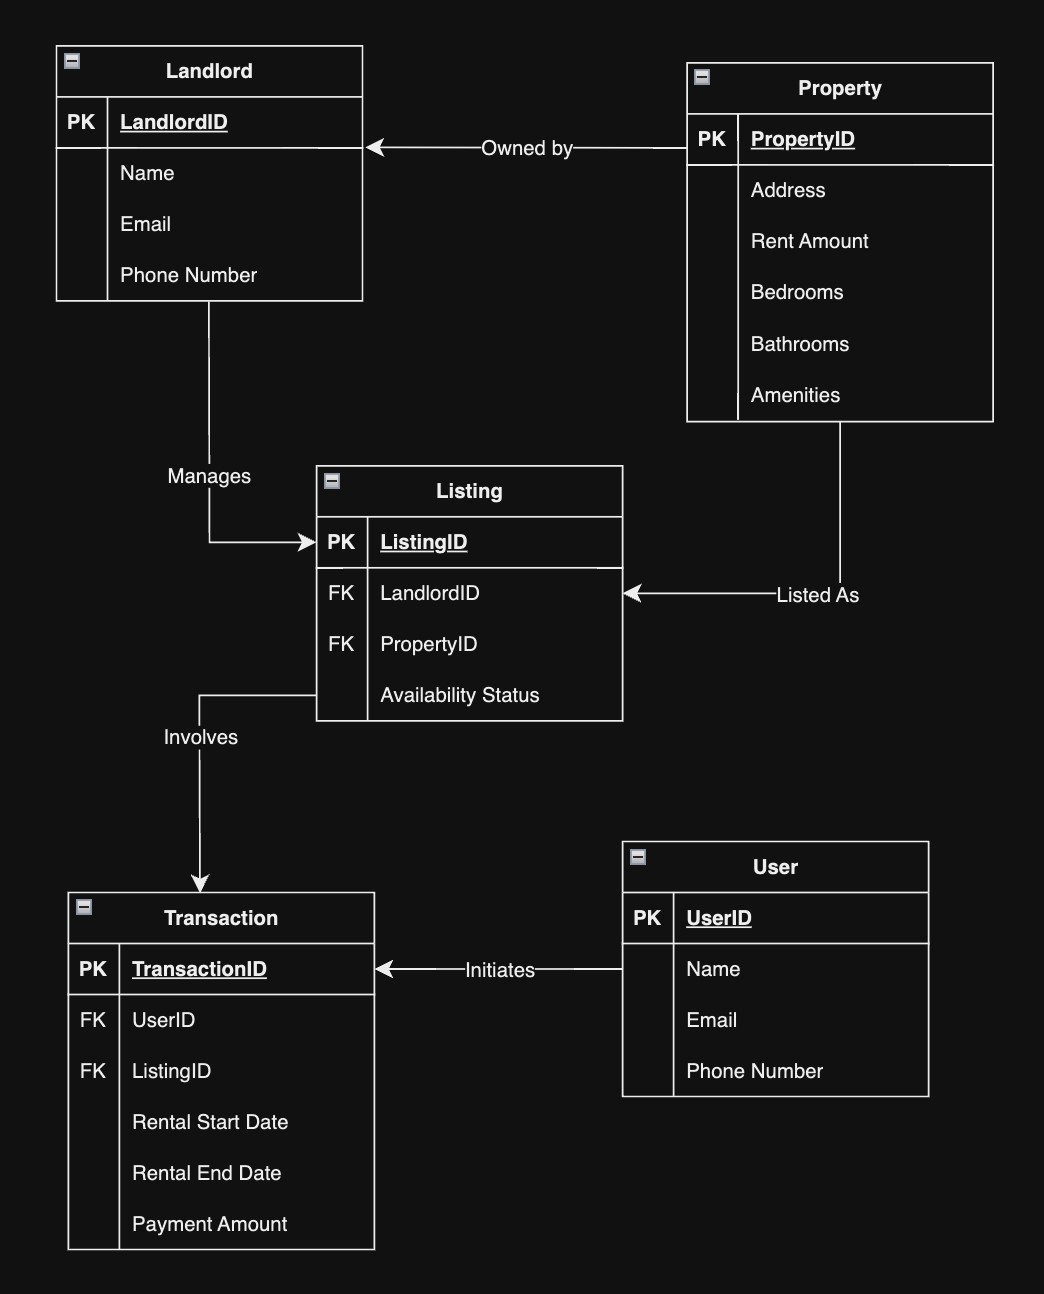 Landlord
PK LandlordID
Name
Email
Phone Number
Owned by
Property
PK PropertyID
Address
Rent Amount
Bedrooms
Bathrooms
Amenities
Manages
Listing
PK ListingID
FK LandlordID
FK PropertyID
Availability Status
Listed As
Involves
Transaction
PK TransactionID
FK UserID
FK ListingID
Rental Start Date
Rental End Date
Payment Amount
Initiates
User
PK UserID
Name
Email
Phone Number